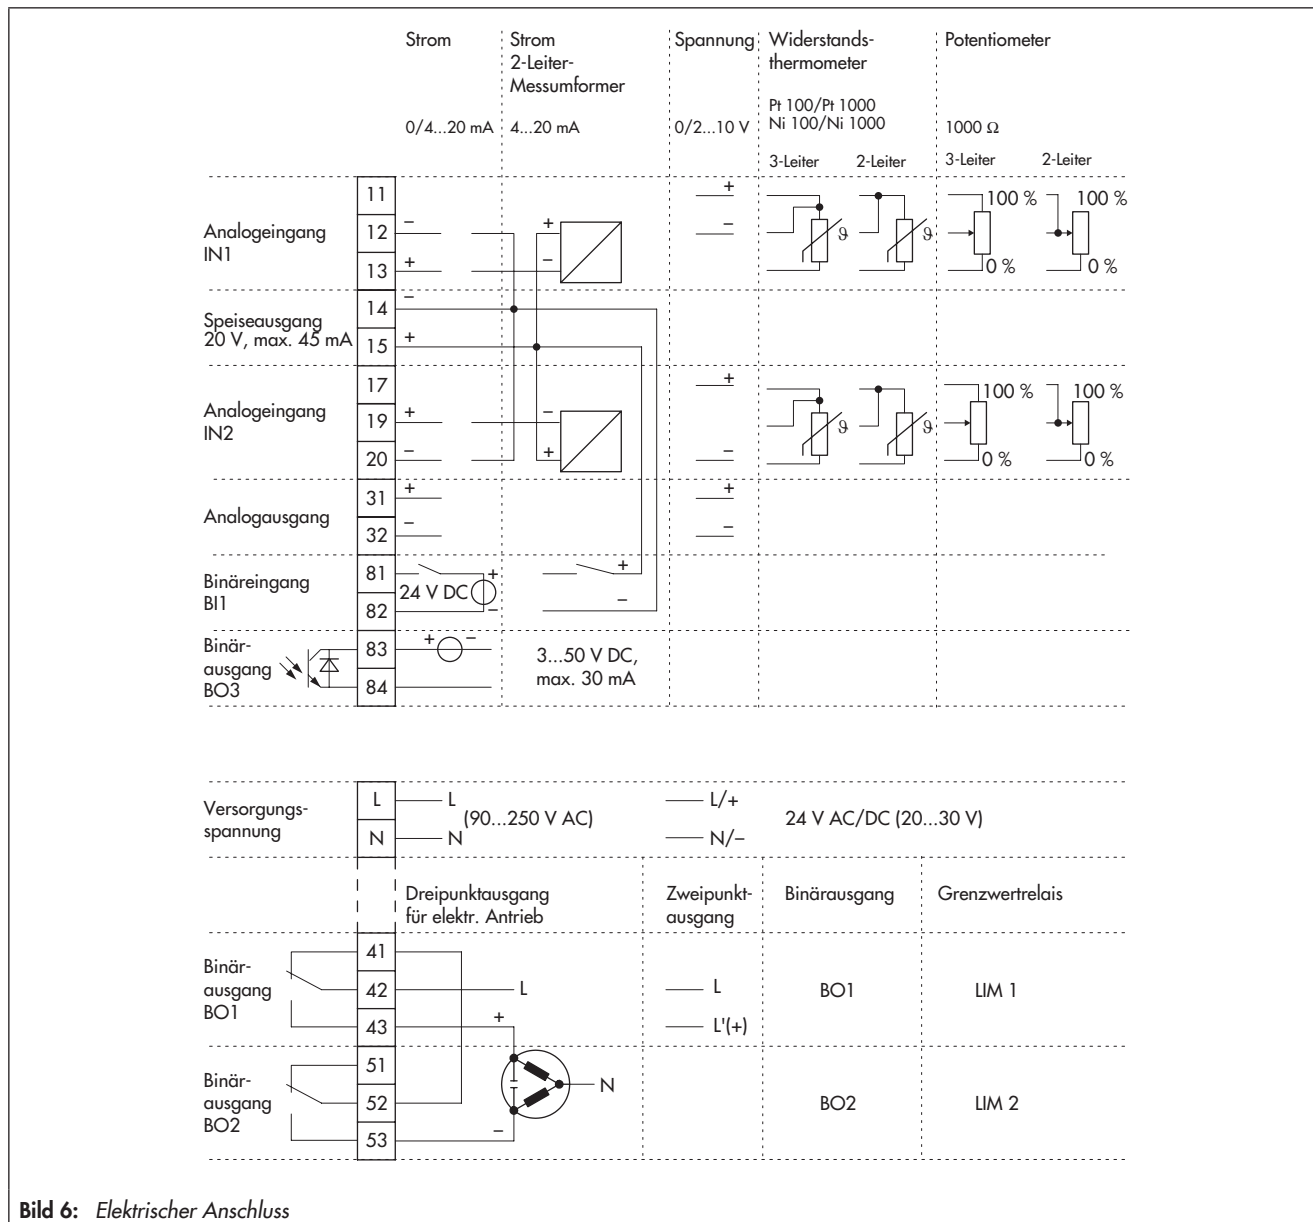 Strom Strom Spannung Widerstands- Potentiometer
2-Leiter- thermometer
Messumformer
Pt 100/Pt 1000
0/4...20 mA 4...20 mA 0/2...10 V Ni 100/Ni 1000 1000 Ω
3-Leiter 2-Leiter 3-Leiter 2-Leiter
11 + 100 % 100 %
Analogeingang 12 − + − ϑ ϑ
IN1
13 + − 0 % 0 %
14 −
Speiseausgang
20 V, max. 45 mA 15 +
17 + 100 % 100 %
Analogeingang 19 + − ϑ ϑ
IN2
20 − + − 0 % 0 %
31 + +
Analogausgang
32 − −
81 + +
Binäreingang 24 V DC
BI1
82 − −
Binär- 83 + − 3...50 V DC,
ausgang max. 30 mA
BO3 84
L L L/+
Versorgungs- (90...250 V AC) 24 V AC/DC (20...30 V)
spannung
N N N/−
Dreipunktausgang Zweipunkt- Binärausgang Grenzwertrelais
für elektr. Antrieb ausgang
41
Binär-
ausgang 42 L L BO1 LIM 1
BO1
43 + L'(+)
51
Binär- N
ausgang 52 BO2 LIM 2
BO2
53 −
Bild 6: Elektrischer Anschluss